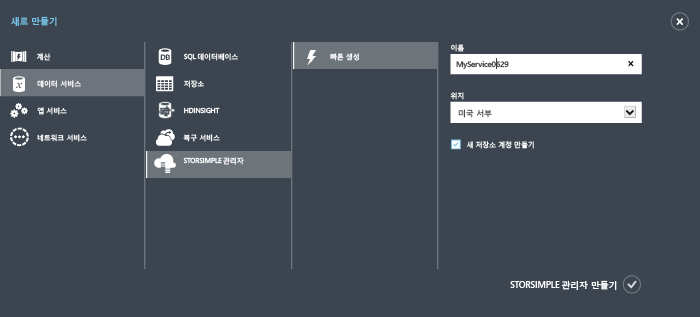 새로 만들기
계산
데이터 서비스
앱 서비스
네트워크 서비스
SQL 데이터베이스
저장소
HDINSIGHT
복구 서비스
STORSIMPLE 관리자
빠른 생성
이름
MyService0629
위치
미국 서부
새 저장소 계정 만들기
STORSIMPLE 관리자 만들기